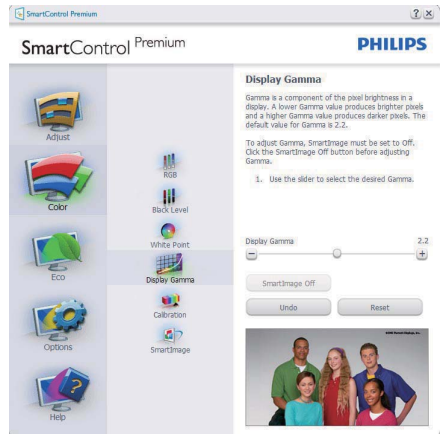 SmartControl Premium
SmartControl Premium
PHILIPS
Adjust
Color
Eco
Options
Help
RGB
Black Level
White Point
Display Gamma
Calibration
SmartImage
Display Gamma
Gamma is a component of the pixel brightness in a
display. A lower Gamma value produces brighter pixels
and a higher Gamma value produces darker pixels. The
default value for Gamma is 2.2.
To adjust Gamma, SmartImage must be set to Off.
Click the SmartImage Off button before adjusting
Gamma.
1. Use the slider to select the desired Gamma.
Display Gamma 2.2
SmartImage Off
Undo Reset